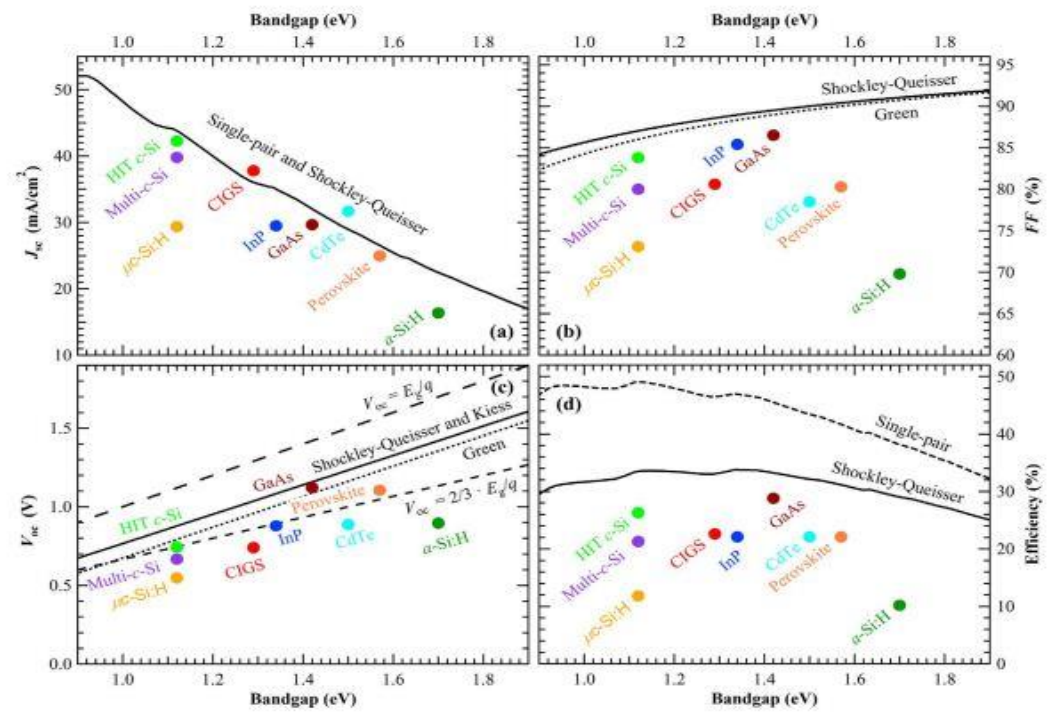 Bandgap (eV)
1.0 1.2 1.4 1.6 1.8
Bandgap (eV)
1.0 1.2 1.4 1.6 1.8
50
40
30
20
10
J_sc (mA/cm²)
Single-pair and Shockley-Queisser
HIT c-Si
Multi-c-Si
μc-Si:H
CIGS
InP
GaAs
CdTe
Perovskite
a-Si:H
(a)
95
90
85
80
75
70
65
60
FF (%)
Shockley-Queisser
Green
HIT c-Si
Multi-c-Si
μc-Si:H
CIGS
InP
GaAs
CdTe
Perovskite
a-Si:H
(b)
1.5
1.0
0.5
0.0
V_oc (V)
(c)
V_oc = E_g/q
Shockley-Queisser and Kiess
Green
V_oc = 2/3 · E_g/q
HIT c-Si
Multi-c-Si
μc-Si:H
CIGS
InP
GaAs
Perovskite
CdTe
a-Si:H
50
40
30
20
10
0
Efficiency (%)
(d)
Single-pair
Shockley-Queisser
HIT c-Si
Multi-c-Si
μc-Si:H
CIGS
InP
GaAs
CdTe
Perovskite
a-Si:H
1.0 1.2 1.4 1.6 1.8
Bandgap (eV)
1.0 1.2 1.4 1.6 1.8
Bandgap (eV)